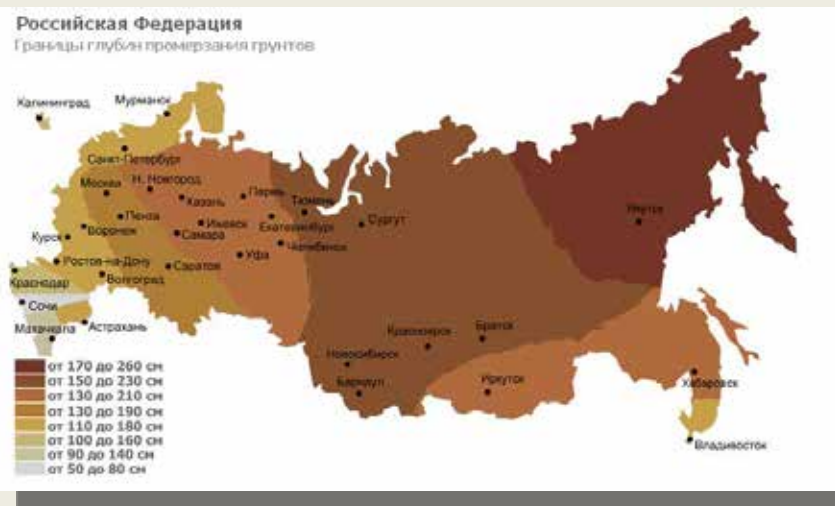 Российская Федерация
Границы глубин промерзания грунтов
Калининград
Мурманск
Санкт-Петербург
Москва
Н. Новгород
Казань
Пермь
Тюмень
Сургут
Якутск
Пенза
Ижевск
Екатеринбург
Курск
Воронеж
Самара
Челябинск
Уфа
Ростов-на-Дону
Саратов
Краснодар
Волгоград
Сочи
Махачкала
Астрахань
Красноярск
Братск
Новосибирск
Барнаул
Иркутск
Хабаровск
Владивосток
от 170 до 260 см
от 150 до 230 см
от 130 до 210 см
от 130 до 190 см
от 110 до 180 см
от 100 до 160 см
от 90 до 140 см
от 50 до 80 см